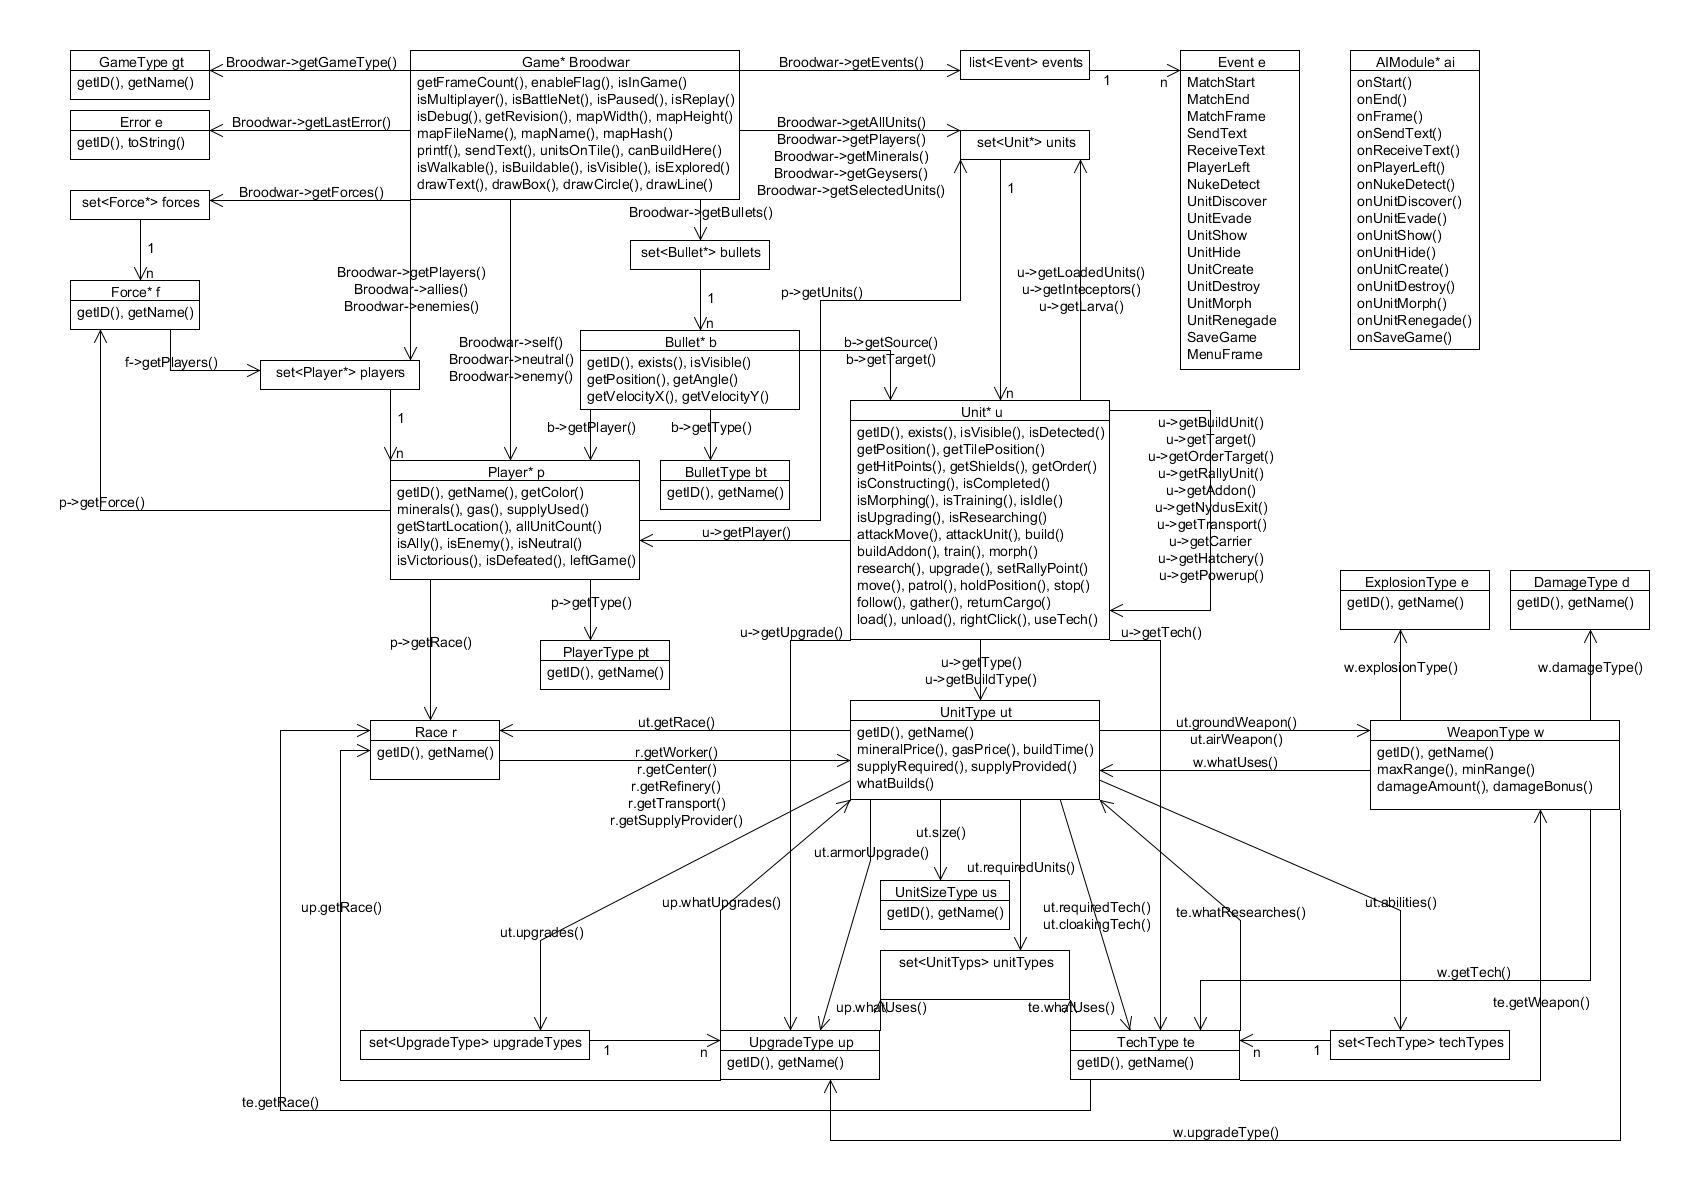 GameType gt
getID(), getName()
Broodwar->getGameType()
Error e
getID(), toString()
Broodwar->getLastError()
set<Force*> forces
Broodwar->getForces()
1
n
Force* f
getID(), getName()
f->getPlayers()
set<Player*> players
Game* Broodwar
getFrameCount(), enableFlag(), isInGame()
isMultiplayer(), isBattleNet(), isPaused(), isReplay()
isDebug(), getRevision(), mapWidth(), mapHeight()
mapFileName(), mapName(), mapHash()
printf(), sendText(), unitsOnTile(), canBuildHere()
isWalkable(), isBuildable(), isVisible(), isExplored()
drawText(), drawBox(), drawCircle(), drawLine()
Broodwar->getEvents()
list<Event> events
1
n
Broodwar->getAllUnits()
Broodwar->getPlayers()
Broodwar->getMinerals()
Broodwar->getGeysers()
Broodwar->getSelectedUnits()
set<Unit*> units
1
n
Event e
MatchStart
MatchEnd
MatchFrame
SendText
ReceiveText
PlayerLeft
NukeDetect
UnitDiscover
UnitEvade
UnitShow
UnitHide
UnitCreate
UnitDestroy
UnitMorph
UnitRenegade
SaveGame
MenuFrame
AIModule* ai
onStart()
onEnd()
onFrame()
onSendText()
onReceiveText()
onPlayerLeft()
onNukeDetect()
onUnitDiscover()
onUnitEvade()
onUnitShow()
onUnitHide()
onUnitCreate()
onUnitDestroy()
onUnitMorph()
onUnitRenegade()
onSaveGame()
Broodwar->getBullets()
set<Bullet*> bullets
1
n
Broodwar->getPlayers()
Broodwar->allies()
Broodwar->enemies()
Broodwar->self()
Broodwar->neutral()
Broodwar->enemy()
p->getUnits()
u->getLoadedUnits()
u->getInteceptors()
u->getLarva()
Bullet* b
getID(), exists(), isVisible()
getPosition(), getAngle()
getVelocityX(), getVelocityY()
b->getSource()
b->getTarget()
b->getPlayer()
b->getType()
BulletType bt
getID(), getName()
1
n
Player* p
getID(), getName(), getColor()
minerals(), gas(), supplyUsed()
getStartLocation(), allUnitCount()
isAlly(), isEnemy(), isNeutral()
isVictorious(), isDefeated(), leftGame()
p->getForce()
u->getPlayer()
Unit* u
getID(), exists(), isVisible(), isDetected()
getPosition(), getTilePosition()
getHitPoints(), getShields(), getOrder()
isConstructing(), isCompleted()
isMorphing(), isTraining(), isIdle()
isUpgrading(), isResearching()
attackMove(), attackUnit(), build()
buildAddon(), train(), morph()
research(), upgrade(), setRallyPoint()
move(), patrol(), holdPosition(), stop()
follow(), gather(), returnCargo()
load(), unload(), rightClick(), useTech()
u->getBuildUnit()
u->getTarget()
u->getOrderTarget()
u->getRallyUnit()
u->getAddon()
u->getNydusExit()
u->getTransport()
u->getCarrier
u->getHatchery()
u->getPowerup()
ExplosionType e
getID(), getName()
DamageType d
getID(), getName()
p->getRace()
p->getType()
PlayerType pt
getID(), getName()
u->getUpgrade()
u->getTech()
u->getType()
u->getBuildType()
w.explosionType()
w.damageType()
Race r
getID(), getName()
ut.getRace()
r.getWorker()
r.getCenter()
r.getRefinery()
r.getTransport()
r.getSupplyProvider()
UnitType ut
getID(), getName()
mineralPrice(), gasPrice(), buildTime()
supplyRequired(), supplyProvided()
whatBuilds()
ut.groundWeapon()
ut.airWeapon()
w.whatUses()
WeaponType w
getID(), getName()
maxRange(), minRange()
damageAmount(), damageBonus()
ut.size()
ut.armorUpgrade()
ut.requiredUnits()
UnitSizeType us
getID(), getName()
up.getRace()
ut.upgrades()
up.whatUpgrades()
ut.requiredTech()
ut.cloakingTech()
te.whatResearches()
ut.abilities()
set<UnitTyps> unitTypes
w.getTech()
te.getWeapon()
up.whatUses()
te.whatUses()
set<UpgradeType> upgradeTypes
1
n
UpgradeType up
getID(), getName()
TechType te
getID(), getName()
n
1
set<TechType> techTypes
te.getRace()
w.upgradeType()